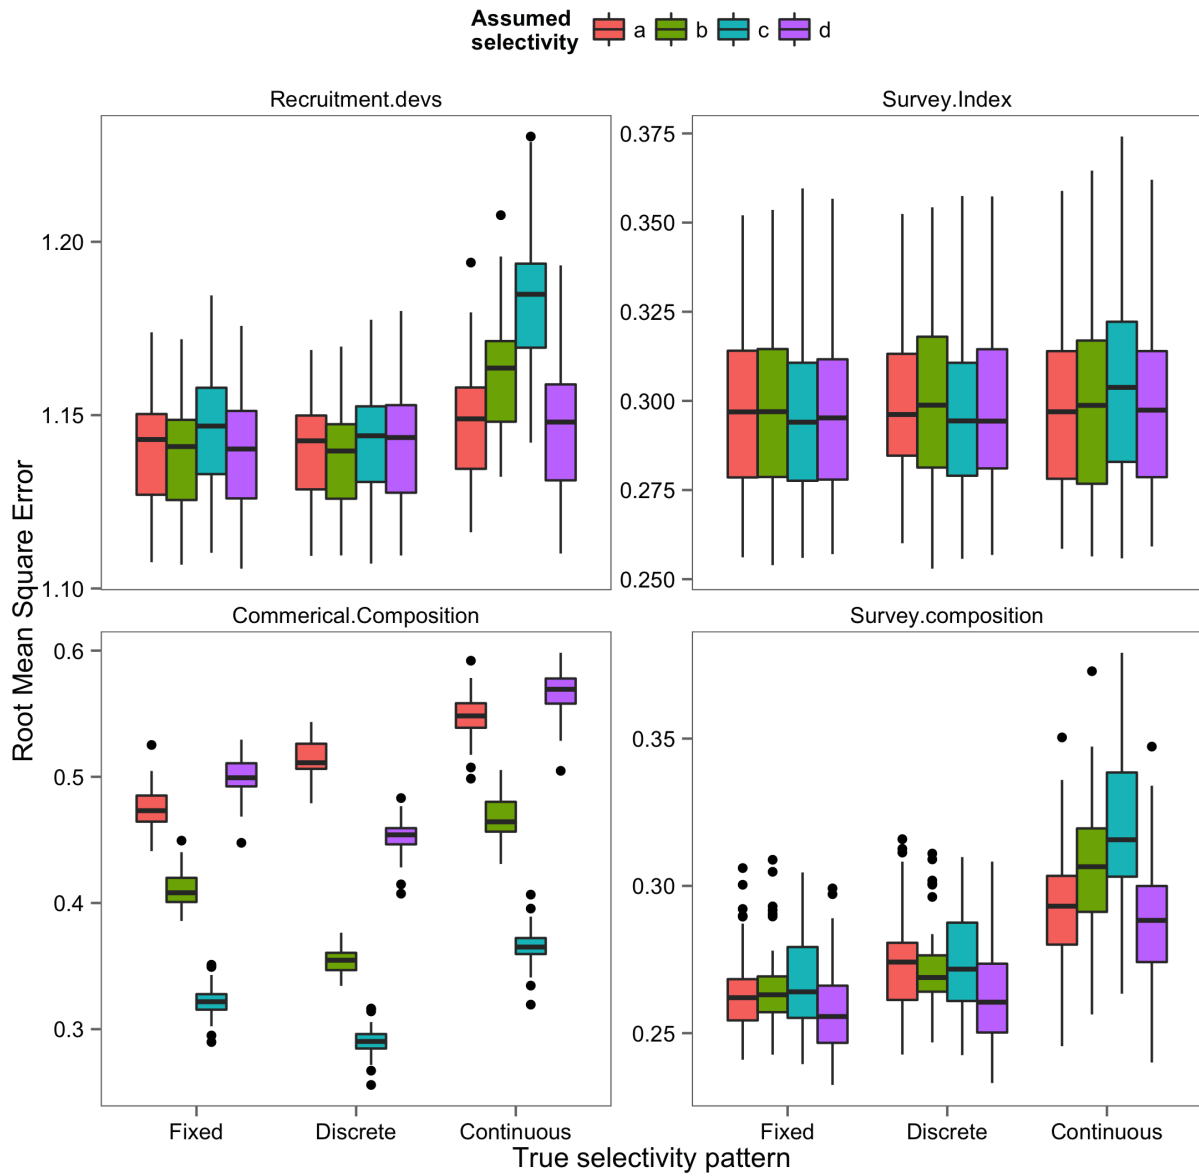 Assumed
selectivity
a b c d
Recruitment.devs
Survey.Index
1.20
1.15
1.10
0.375
0.350
0.325
0.300
0.275
0.250
Root Mean Square Error
Commerical.Composition
Survey.composition
0.6
0.5
0.4
0.3
0.35
0.30
0.25
Fixed Discrete Continuous
Fixed Discrete Continuous
True selectivity pattern